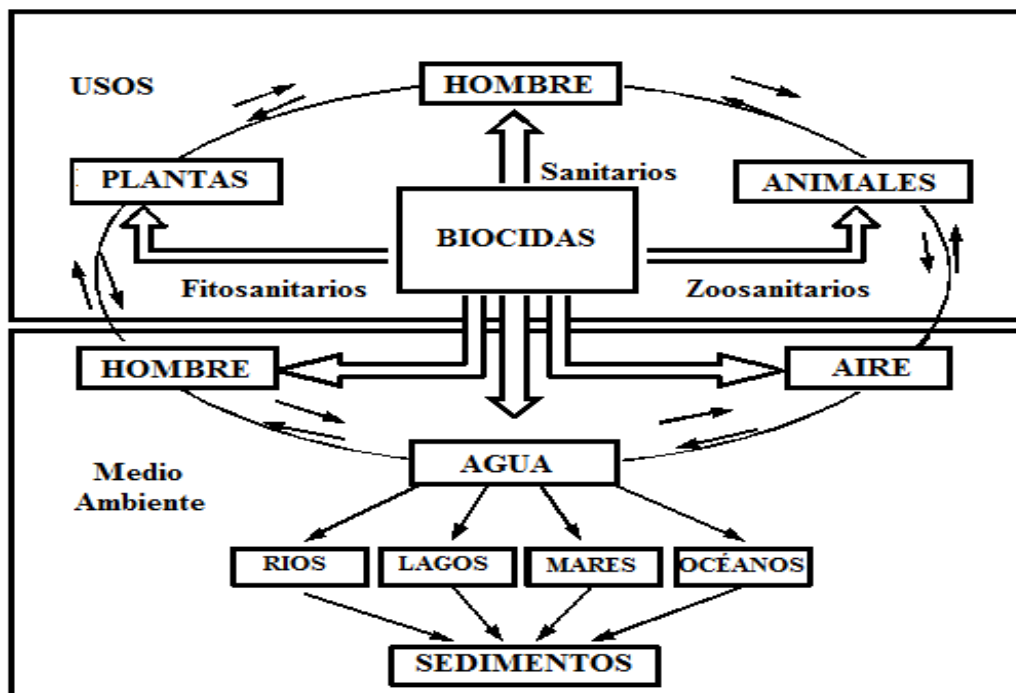 USOS
HOMBRE
PLANTAS
Sanitarios
ANIMALES
BIOCIDAS
Fitosanitarios
Zoosanitarios
HOMBRE
AIRE
AGUA
Medio
Ambiente
RIOS
LAGOS
MARES
OCÉANOS
SEDIMENTOS